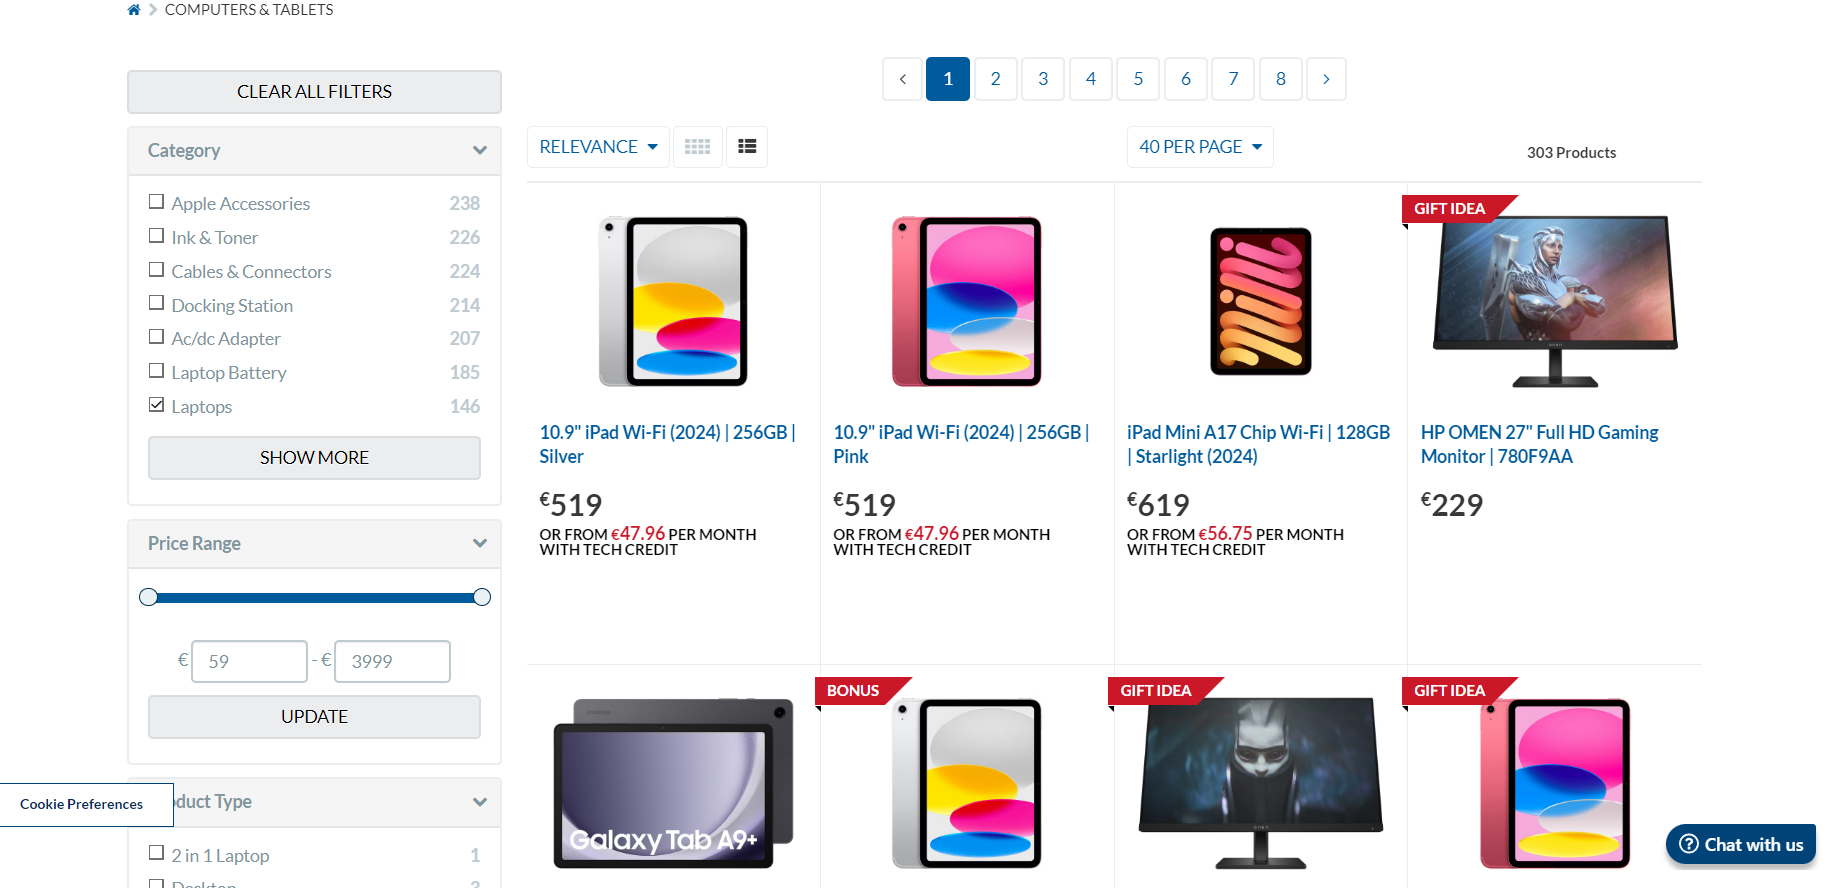 COMPUTERS & TABLETS
CLEAR ALL FILTERS
Category
Apple Accessories 238
Ink & Toner 226
Cables & Connectors 224
Docking Station 214
Ac/dc Adapter 207
Laptop Battery 185
Laptops 146
SHOW MORE
Price Range
€ 59 - € 3999
UPDATE
Cookie Preferences
duct Type
2 in 1 Laptop 1
1 2 3 4 5 6 7 8
RELEVANCE
40 PER PAGE
303 Products
10.9" iPad Wi-Fi (2024) | 256GB |
Silver
€519
OR FROM €47.96 PER MONTH
WITH TECH CREDIT
10.9" iPad Wi-Fi (2024) | 256GB |
Pink
€519
OR FROM €47.96 PER MONTH
WITH TECH CREDIT
iPad Mini A17 Chip Wi-Fi | 128GB
| Starlight (2024)
€619
OR FROM €56.75 PER MONTH
WITH TECH CREDIT
GIFT IDEA
HP OMEN 27" Full HD Gaming
Monitor | 780F9AA
€229
Galaxy Tab A9+
BONUS
GIFT IDEA
GIFT IDEA
Chat with us